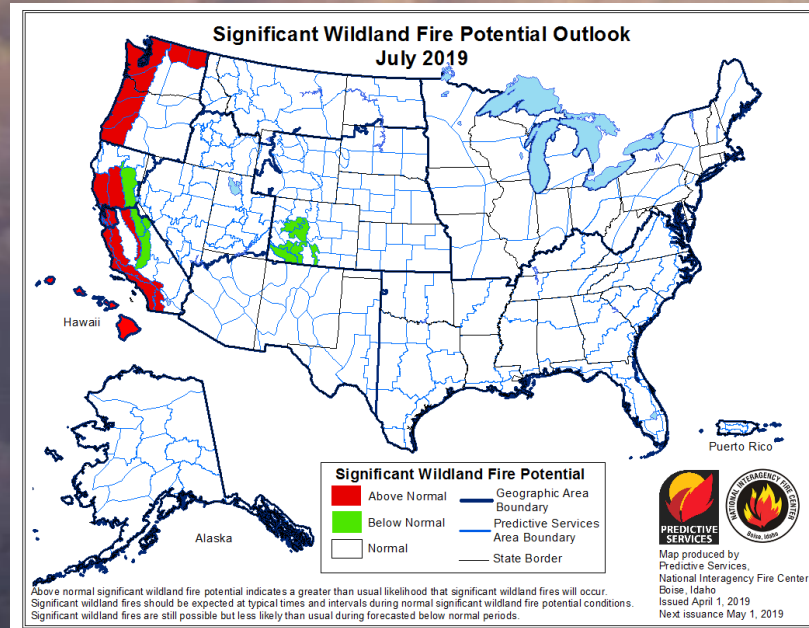 Significant Wildland Fire Potential Outlook
July 2019
Hawaii
Alaska
Puerto Rico
Significant Wildland Fire Potential
Above Normal
Below Normal
Normal
Geographic Area
Boundary
Predictive Services
Area Boundary
State Border
PREDICTIVE
SERVICES
NATIONAL INTERAGENCY FIRE CENTER
Boise, Idaho
Map produced by
Predictive Services,
National Interagency Fire Center
Boise, Idaho
Issued April 1, 2019
Next issuance May 1, 2019
Above normal significant wildland fire potential indicates a greater than usual likelihood that significant wildland fires will occur.
Significant wildland fires should be expected at typical times and intervals during normal significant wildland fire potential conditions.
Significant wildland fires are still possible but less likely than usual during forecasted below normal periods.